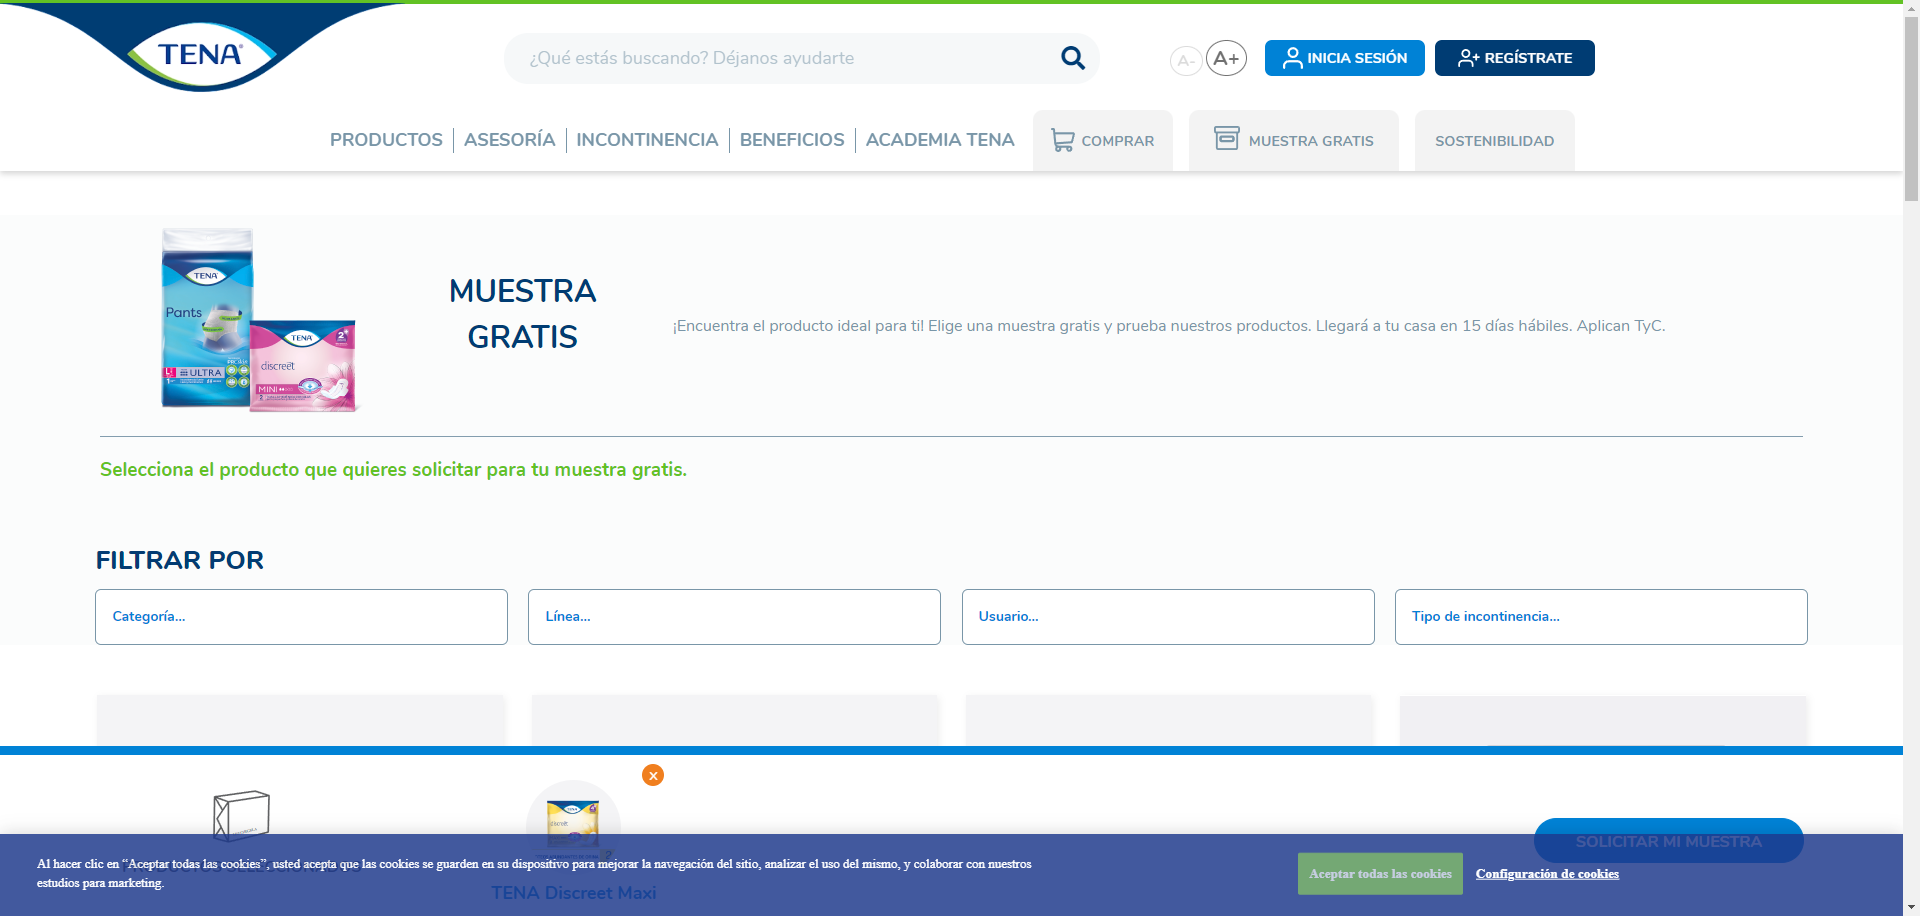 TENA
¿Qué estás buscando? Déjanos ayudarte
A-
A+
INICIA SESIÓN
REGÍSTRATE
PRODUCTOS
ASESORÍA
INCONTINENCIA
BENEFICIOS
ACADEMIA TENA
COMPRAR
MUESTRA GRATIS
SOSTENIBILIDAD
TENA
Pants
ULTRA
TENA
discreet
MINI
MUESTRA
GRATIS
¡Encuentra el producto ideal para ti! Elige una muestra gratis y prueba nuestros productos. Llegará a tu casa en 15 días hábiles. Aplican TyC.
Selecciona el producto que quieres solicitar para tu muestra gratis.
FILTRAR POR
Categoría...
Línea...
Usuario...
Tipo de incontinencia...
x
PRODUCTOS SELECCIONADOS
TENA Discreet Maxi
SOLICITAR MI MUESTRA
Al hacer clic en “Aceptar todas las cookies”, usted acepta que las cookies se guarden en su dispositivo para mejorar la navegación del sitio, analizar el uso del mismo, y colaborar con nuestros
estudios para marketing.
Aceptar todas las cookies
Configuración de cookies